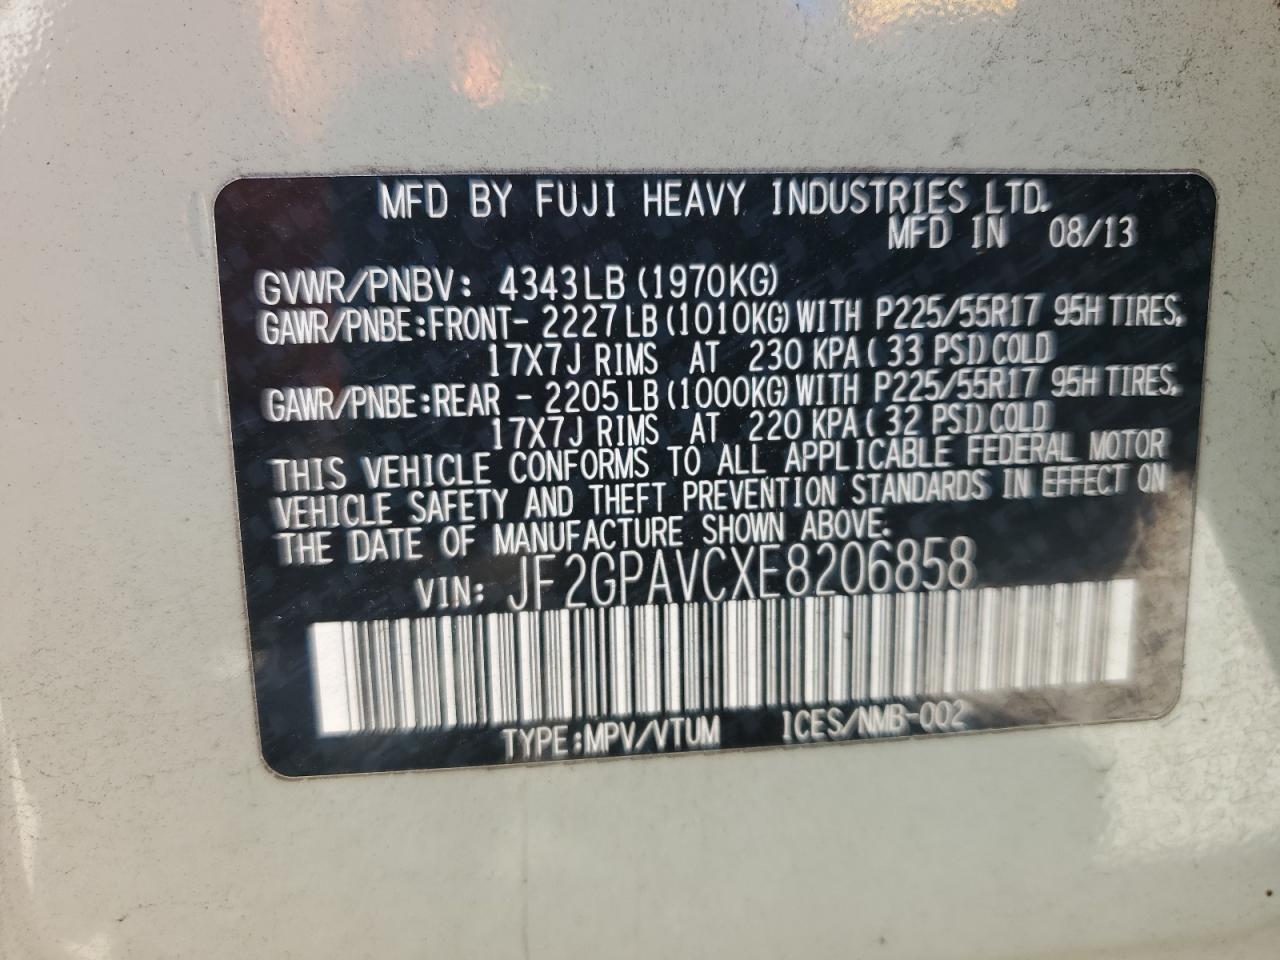 MFD BY FUJI HEAVY INDUSTRIES LTD.
MFD IN 08/13
GVWR/PNBV: 4343LB (1970KG)
GAWR/PNBE:FRONT- 2227 LB (1010KG) WITH P225/55R17 95H TIRES,
17X7J RIMS AT 230 KPA ( 33 PSI) COLD
GAWR/PNBE:REAR - 2205 LB (1000KG) WITH P225/55R17 95H TIRES,
17X7J RIMS AT 220 KPA ( 32 PSI) COLD
THIS VEHICLE CONFORMS TO ALL APPLICABLE FEDERAL MOTOR
VEHICLE SAFETY AND THEFT PREVENTION STANDARDS IN EFFECT ON
THE DATE OF MANUFACTURE SHOWN ABOVE.
VIN: JF2GPAVCXE8206858
TYPE:MPV/VTUM ICES/NMB-002